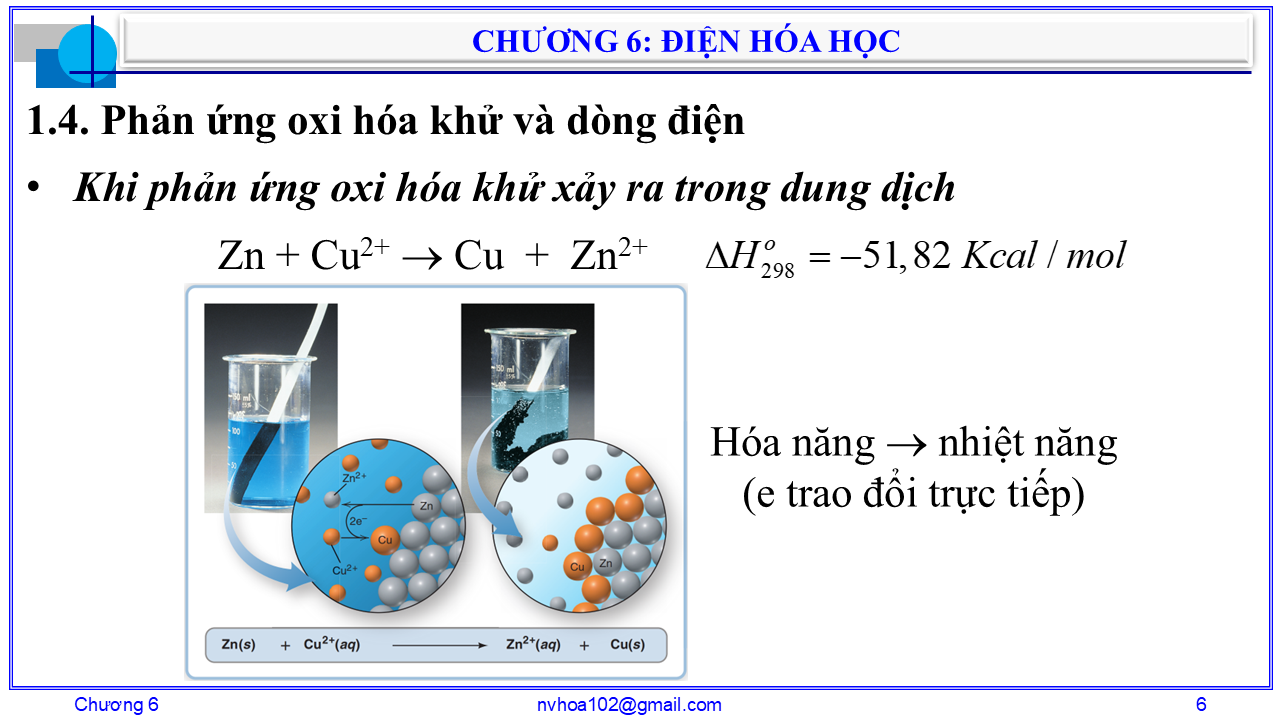 CHƯƠNG 6: ĐIỆN HÓA HỌC
1.4. Phản ứng oxi hóa khử và dòng điện
• Khi phản ứng oxi hóa khử xảy ra trong dung dịch
Zn + Cu²⁺ → Cu + Zn²⁺ ΔH°₂₉₈ = −51,82 Kcal / mol
100
50
Zn²⁺
Zn
2e⁻
Cu
Cu²⁺
50
Cu
Zn
Hóa năng → nhiệt năng
(e trao đổi trực tiếp)
Zn(s) + Cu²⁺(aq) → Zn²⁺(aq) + Cu(s)
Chương 6
nvhoa102@gmail.com
6